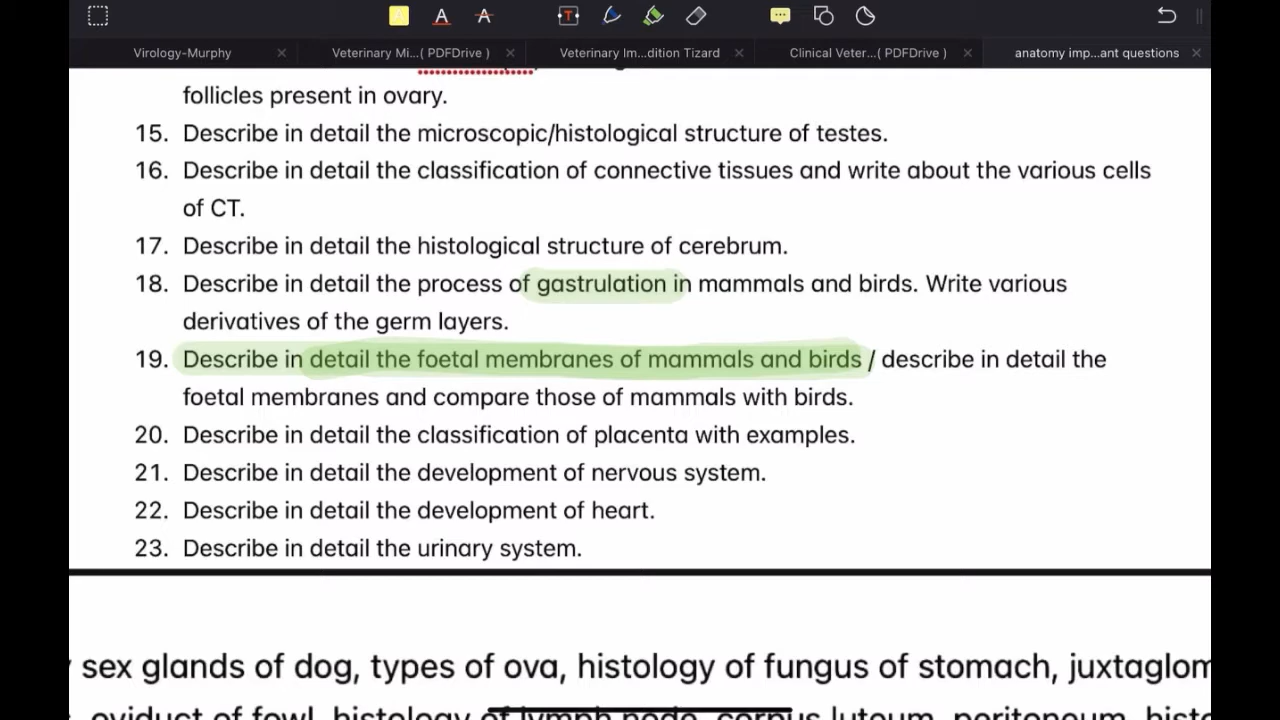 Virology-Murphy
Veterinary Mi...( PDFDrive )
Veterinary Im...dition Tizard
Clinical Veter...( PDFDrive )
anatomy imp...ant questions
follicles present in ovary.
15. Describe in detail the microscopic/histological structure of testes.
16. Describe in detail the classification of connective tissues and write about the various cells
of CT.
17. Describe in detail the histological structure of cerebrum.
18. Describe in detail the process of gastrulation in mammals and birds. Write various
derivatives of the germ layers.
19. Describe in detail the foetal membranes of mammals and birds / describe in detail the
foetal membranes and compare those of mammals with birds.
20. Describe in detail the classification of placenta with examples.
21. Describe in detail the development of nervous system.
22. Describe in detail the development of heart.
23. Describe in detail the urinary system.
sex glands of dog, types of ova, histology of fungus of stomach, juxtaglom
oviduct of fowl, histology of lymph node, corpus luteum, peritoneum, histo